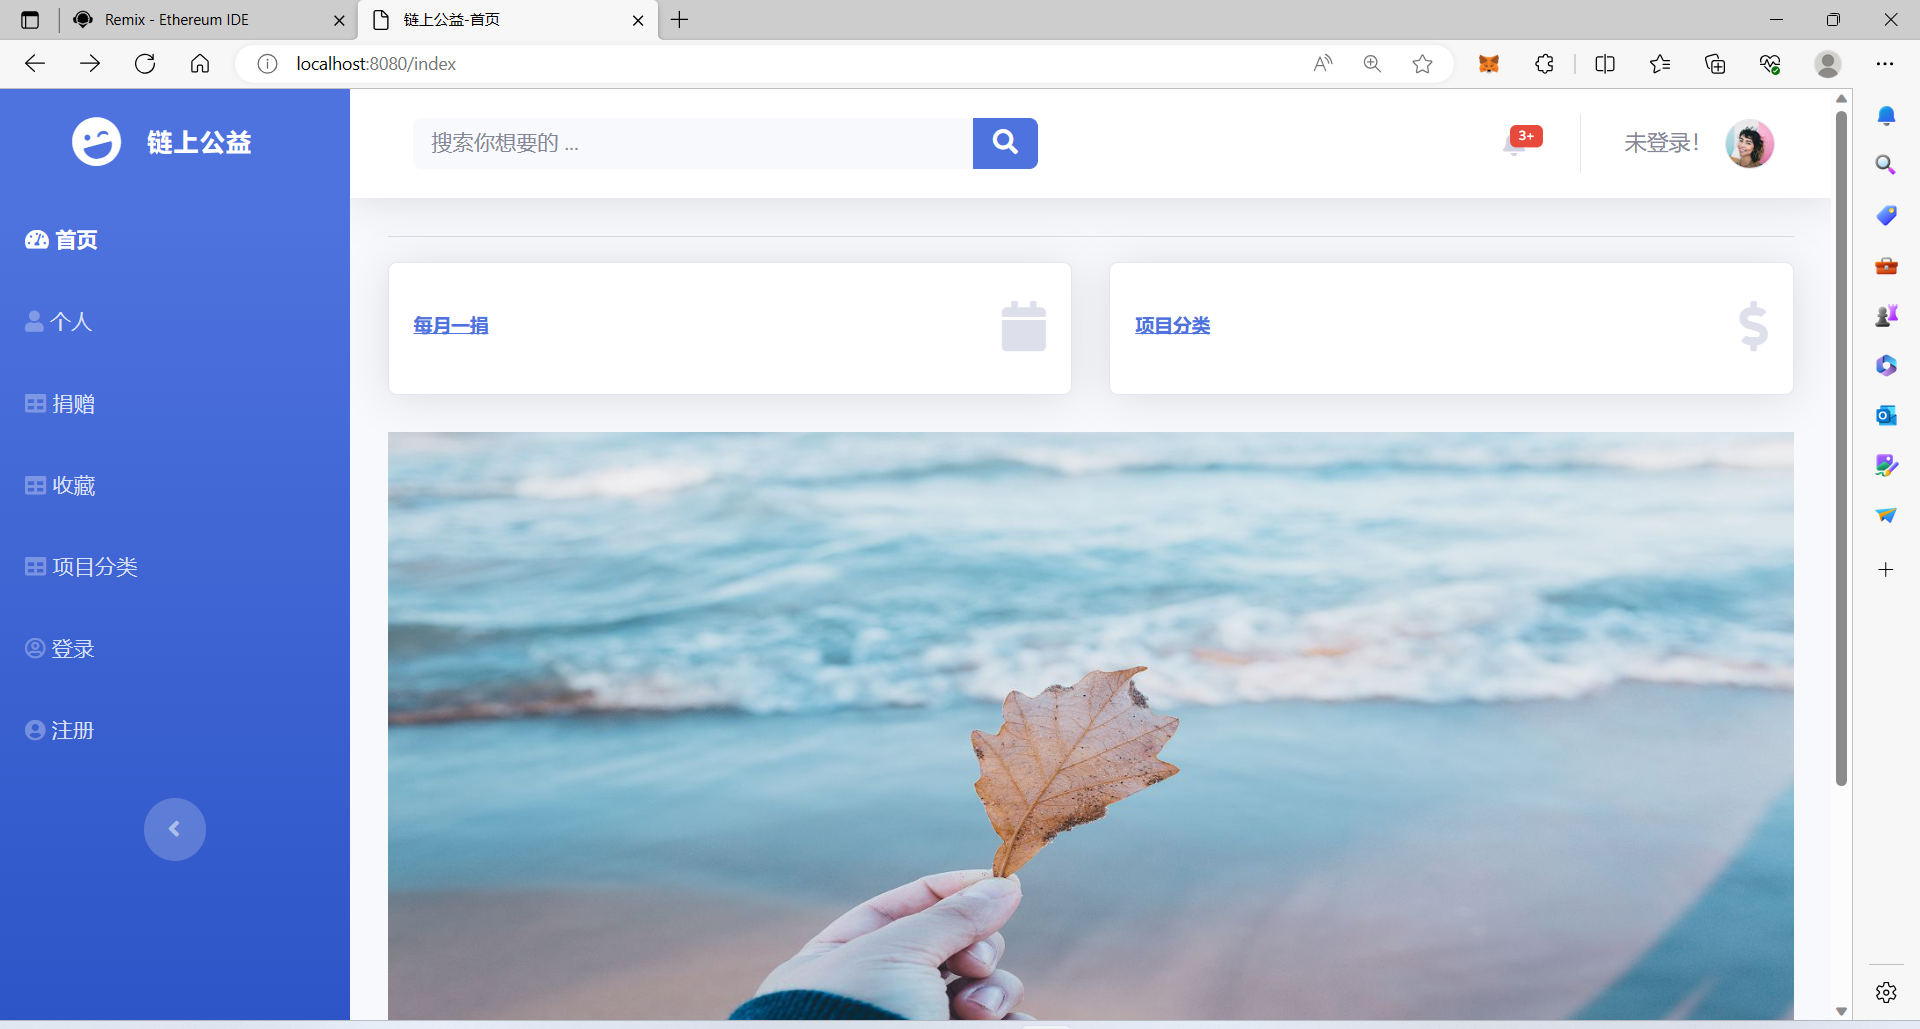 Remix - Ethereum IDE
链上公益-首页
localhost:8080/index
链上公益
搜索你想要的 ...
3+
未登录！
首页
个人
捐赠
收藏
项目分类
登录
注册
每月一捐
项目分类